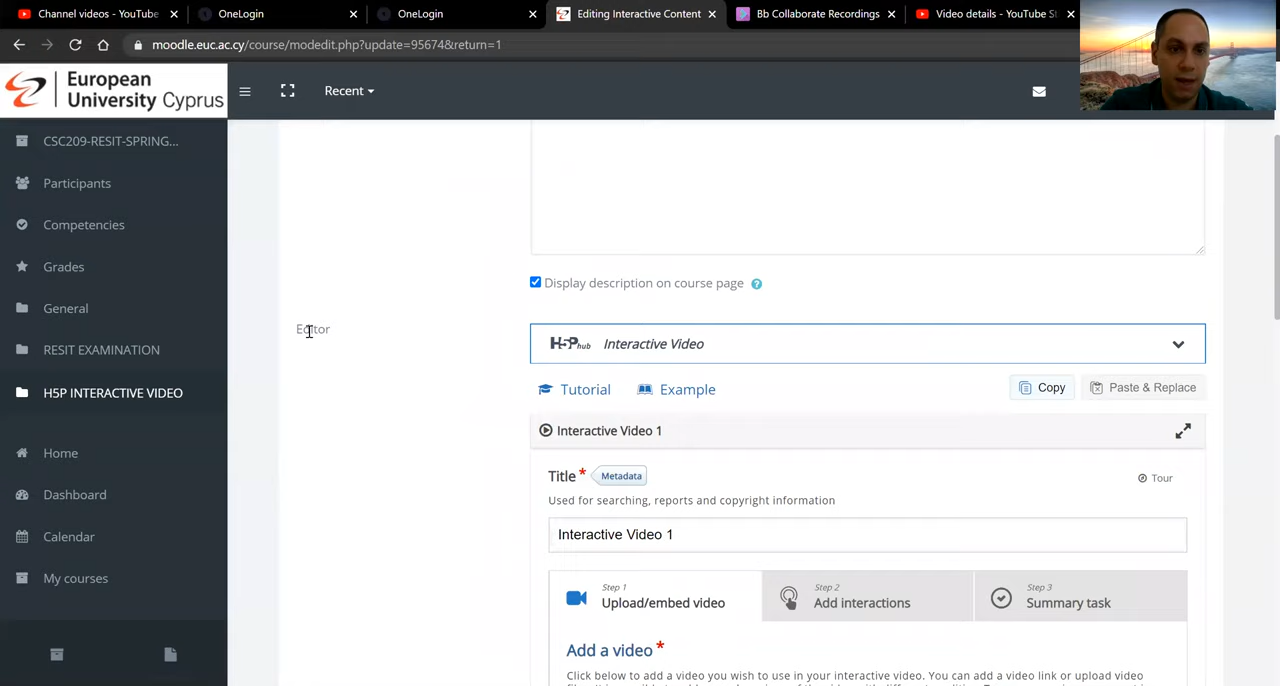 Channel videos - YouTube
OneLogin
OneLogin
Editing Interactive Content
Bb Collaborate Recordings
Video details - YouTube St
moodle.euc.ac.cy/course/modedit.php?update=95674&return=1
European
University Cyprus
Recent
CSC209-RESIT-SPRING...
Participants
Competencies
Grades
General
RESIT EXAMINATION
H5P INTERACTIVE VIDEO
Home
Dashboard
Calendar
My courses
Display description on course page ?
Editor
H5P hub Interactive Video
Tutorial
Example
Copy
Paste & Replace
Interactive Video 1
Title * Metadata
Tour
Used for searching, reports and copyright information
Interactive Video 1
Step 1
Upload/embed video
Step 2
Add interactions
Step 3
Summary task
Add a video *
Click below to add a video you wish to use in your interactive video. You can add a video link or upload video